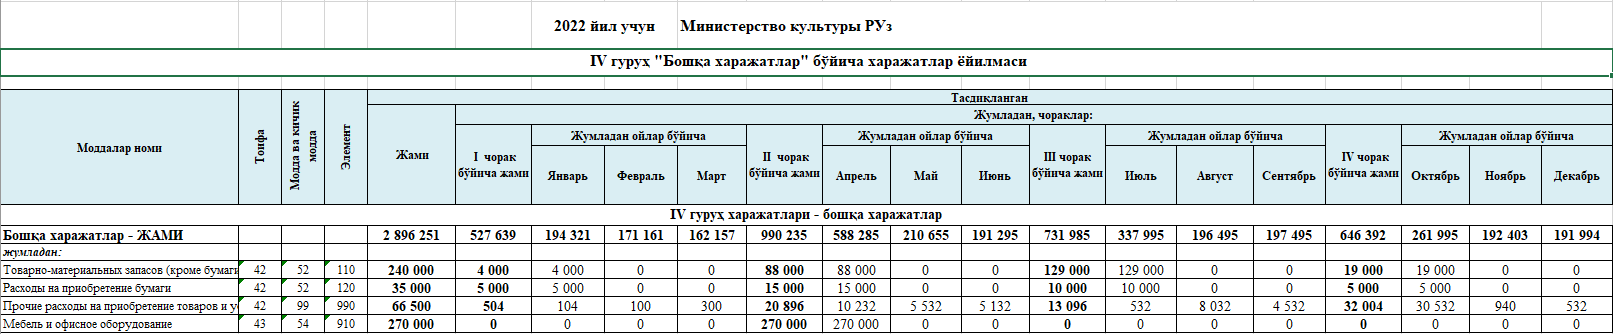 2022 йил учун Министерство культуры РУз
IV гуруҳ "Бошқа харажатлар" бўйича харажатлар ёйилмаси
Моддалар номи Тоифа Модда ва кичик модда Элемент Тасдиқланган
Жумладан, чораклар:
Жами I чорак бўйича жами Жумладан ойлар бўйича II чорак бўйича жами Жумладан ойлар бўйича III чорак бўйича жами Жумладан ойлар бўйича IV чорак бўйича жами Жумладан ойлар бўйича
Январь Февраль Март Апрель Май Июнь Июль Август Сентябрь Октябрь Ноябрь Декабрь
IV гуруҳ харажатлари - бошқа харажатлар
Бошқа харажатлар - ЖАМИ 2 896 251 527 639 194 321 171 161 162 157 990 235 588 285 210 655 191 295 731 985 337 995 196 495 197 495 646 392 261 995 192 403 191 994
жумладан:
Товарно-материальных запасов (кроме бумаги 42 52 110 240 000 4 000 4 000 0 0 88 000 88 000 0 0 129 000 129 000 0 0 19 000 19 000 0 0
Расходы на приобретение бумаги 42 52 120 35 000 5 000 5 000 0 0 15 000 15 000 0 0 10 000 10 000 0 0 5 000 5 000 0 0
Прочие расходы на приобретение товаров и у 42 99 990 66 500 504 104 100 300 20 896 10 232 5 532 5 132 13 096 532 8 032 4 532 32 004 30 532 940 532
Мебель и офисное оборудование 43 54 910 270 000 0 0 0 0 270 000 270 000 0 0 0 0 0 0 0 0 0 0